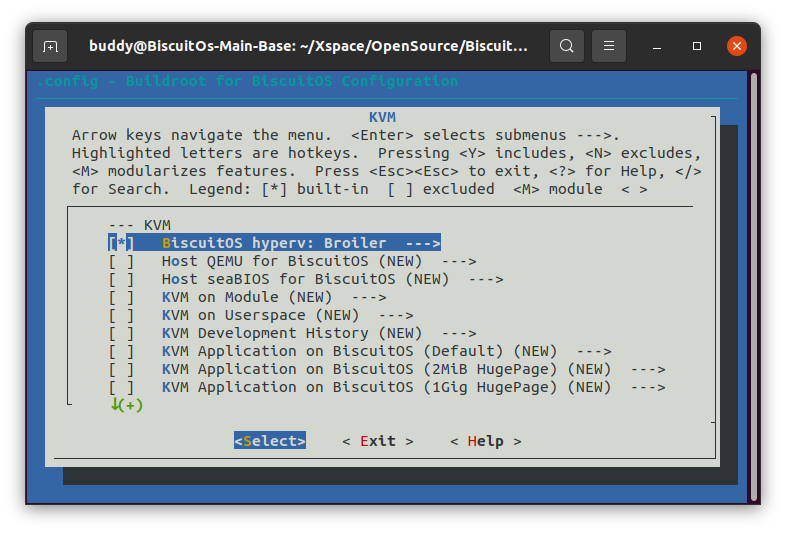 buddy@BiscuitOs-Main-Base: ~/Xspace/OpenSource/Biscuit...
.config - Buildroot for BiscuitOS Configuration
KVM
Arrow keys navigate the menu.  <Enter> selects submenus --->.
Highlighted letters are hotkeys.  Pressing <Y> includes, <N> excludes,
<M> modularizes features.  Press <Esc><Esc> to exit, <?> for Help, </>
for Search.  Legend: [*] built-in  [ ] excluded  <M> module  < >
--- KVM
[*]   BiscuitOS hyperv: Broiler  --->
[ ]   Host QEMU for BiscuitOS (NEW)  --->
[ ]   Host seaBIOS for BiscuitOS (NEW)  --->
[ ]   KVM on Module (NEW)  --->
[ ]   KVM on Userspace (NEW)  --->
[ ]   KVM Development History (NEW)  --->
[ ]   KVM Application on BiscuitOS (Default) (NEW)  --->
[ ]   KVM Application on BiscuitOS (2MiB HugePage) (NEW)  --->
[ ]   KVM Application on BiscuitOS (1Gig HugePage) (NEW)  --->
↓(+)
<Select>    < Exit >    < Help >